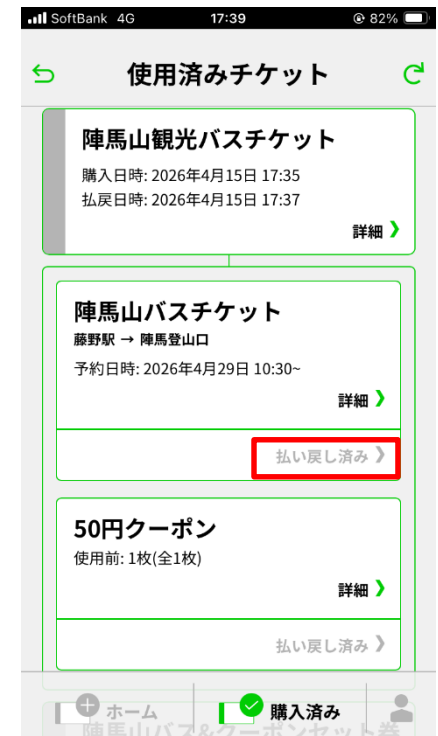 SoftBank 4G 17:39 82%
使用済みチケット
陣馬山観光バスチケット
購入日時: 2026年4月15日 17:35
払戻日時: 2026年4月15日 17:37
詳細 》
陣馬山バスチケット
藤野駅 → 陣馬登山口
予約日時: 2026年4月29日 10:30~
詳細 》
払い戻し済み 》
50円クーポン
使用前: 1枚(全1枚)
詳細 》
払い戻し済み 》
ホーム
購入済み
陣馬山バス&クーポンセット券